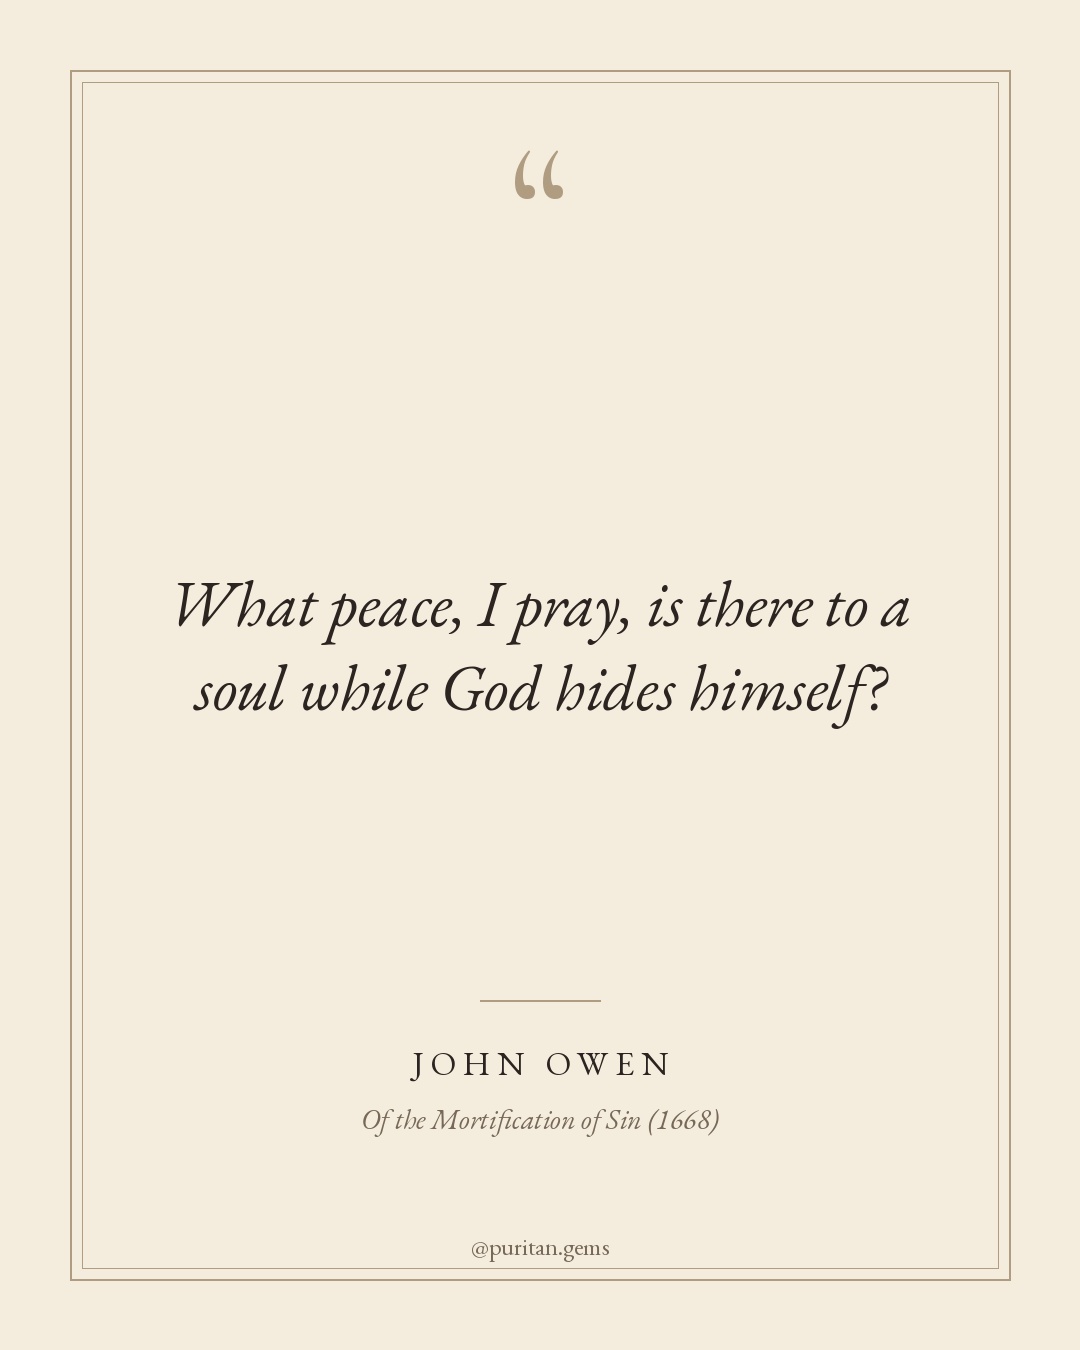 “
What peace, I pray, is there to a
soul while God hides himself?
JOHN OWEN
Of the Mortification of Sin (1668)
@puritan.gems